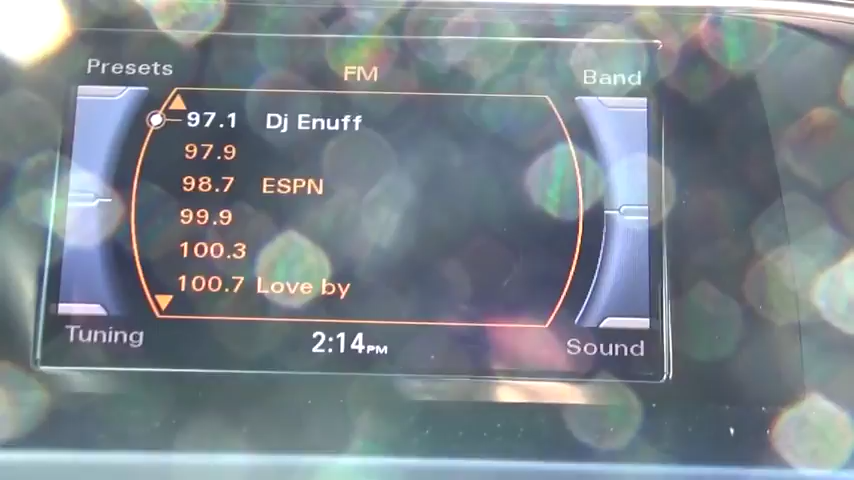 Presets FM Band
97.1 Dj Enuff
97.9
98.7 ESPN
99.9
100.3
100.7 Love by
Tuning 2:14PM Sound